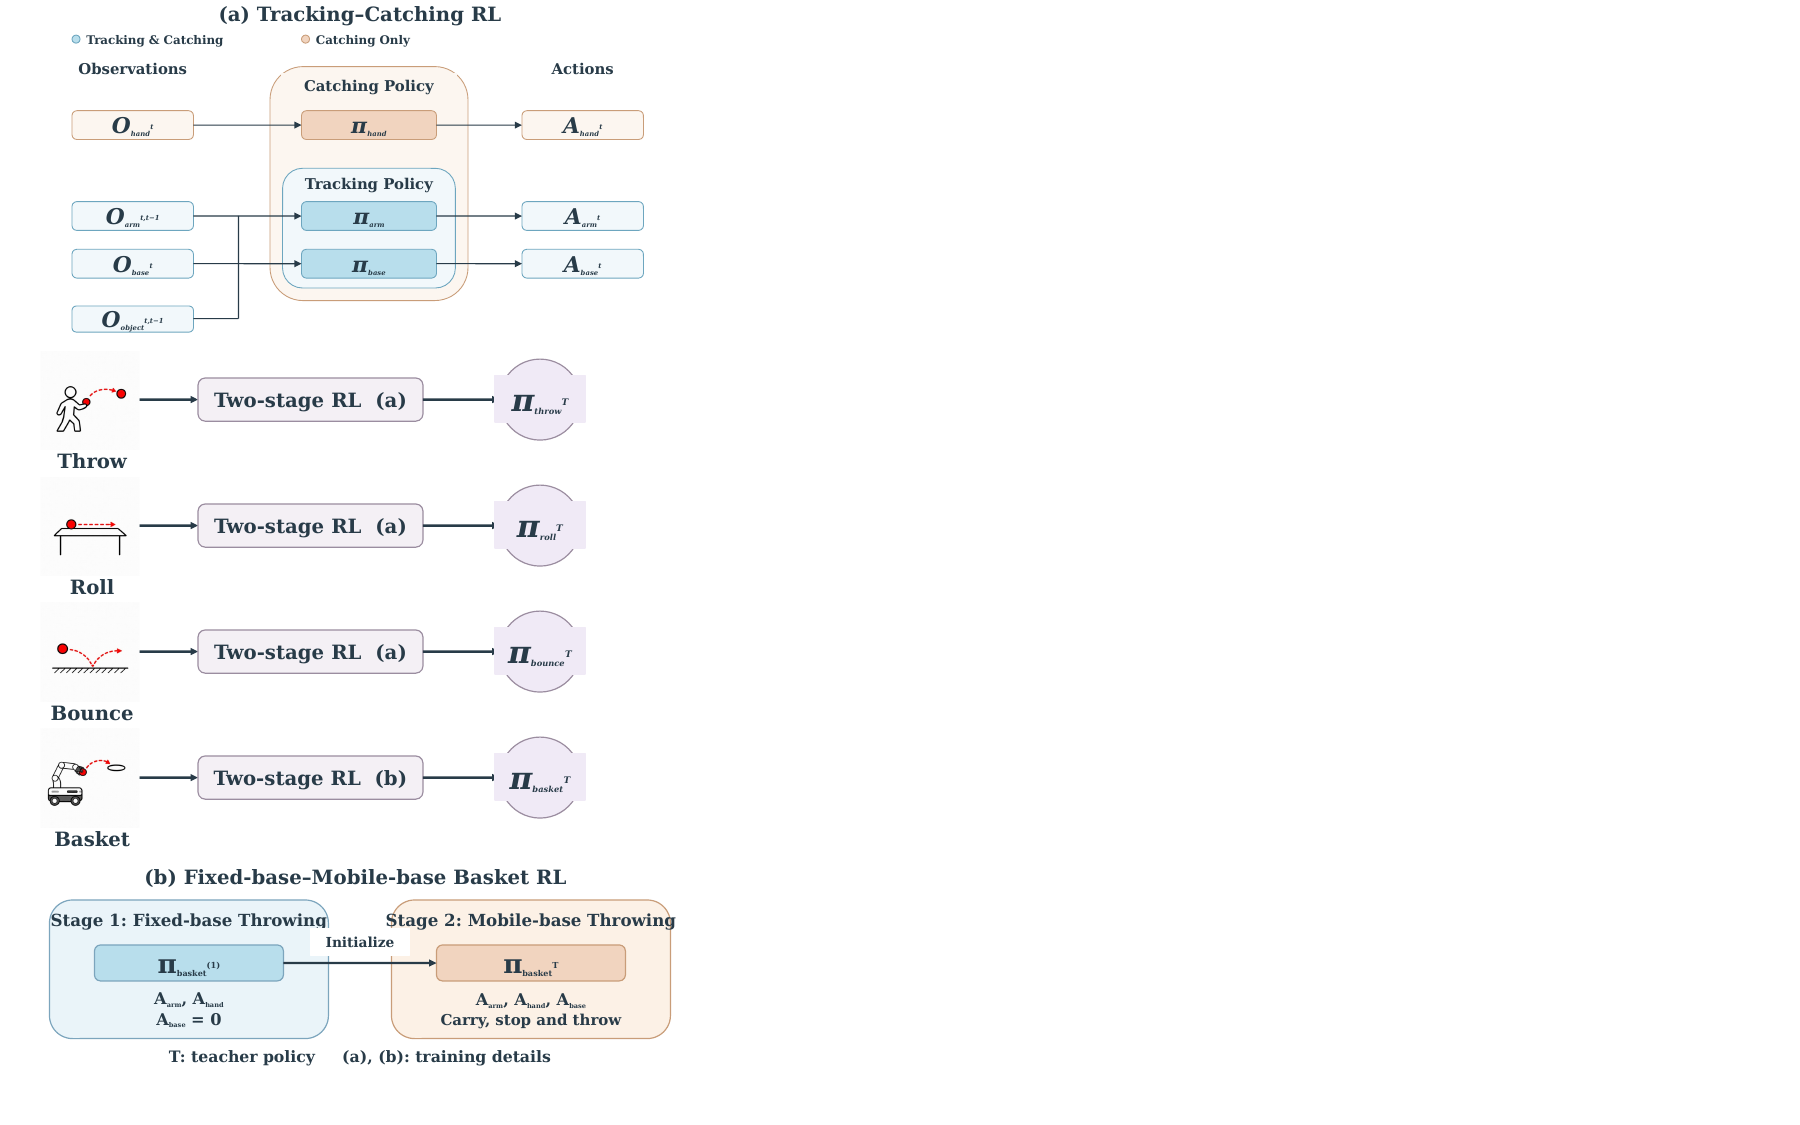 (a) Tracking–Catching RL
Tracking & Catching Catching Only
Observations Actions
Catching Policy
O_hand^t π_hand A_hand^t
Tracking Policy
O_arm^t,t−1 π_arm A_arm^t
O_base^t π_base A_base^t
O_object^t,t−1
Two-stage RL (a) π_throw^T
Throw
Two-stage RL (a) π_roll^T
Roll
Two-stage RL (a) π_bounce^T
Bounce
Two-stage RL (b) π_basket^T
Basket
(b) Fixed-base–Mobile-base Basket RL
Stage 1: Fixed-base Throwing Stage 2: Mobile-base Throwing
Initialize
π_basket^(1) π_basket^T
A_arm, A_hand A_arm, A_hand, A_base
A_base = 0 Carry, stop and throw
T: teacher policy (a), (b): training details